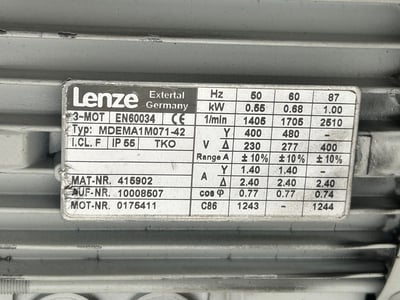 Lenze Extertal Germany Hz 50 60 87
kW 0.55 0.68 1.00
3~MOT EN60034 CE 1/min 1405 1705 2510
Typ: MDEMA1M071-42 Y 400 480 -
I.CL. F IP 55 TKO V Δ 230 277 400
Range A ±10% ±10% ±10%
MAT-NR. 415902 A Y 1.40 1.40 -
Δ 2.40 2.40 2.40
AUF-NR. 10008507 cos φ 0.77 0.77 0.74
MOT-NR. 0175411 C86 1243 - 1244